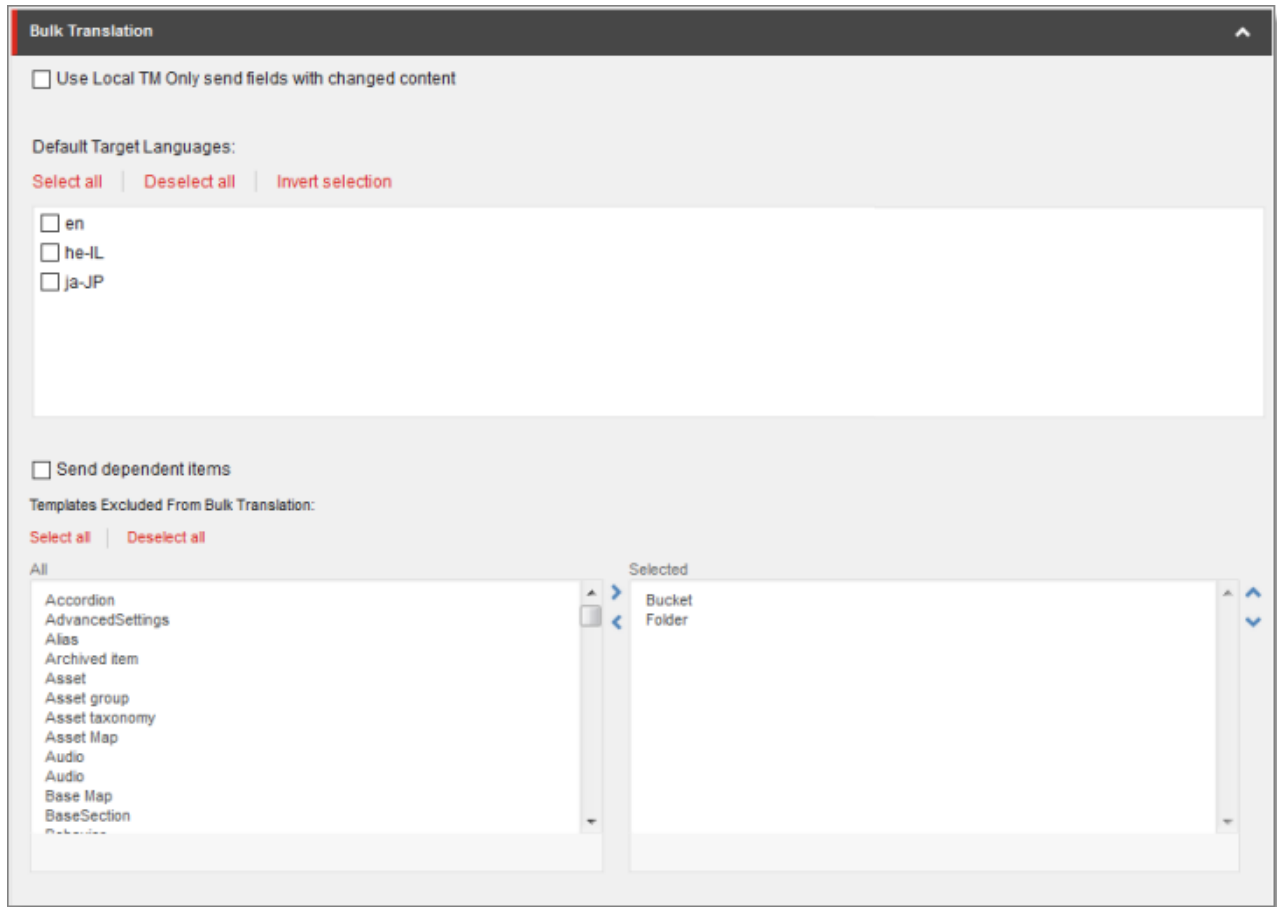 Bulk Translation
Use Local TM Only send fields with changed content
Default Target Languages:
Select all Deselect all Invert selection
en
he-IL
ja-JP
Send dependent items
Templates Excluded From Bulk Translation:
Select all Deselect all
All
Accordion
AdvancedSettings
Alias
Archived item
Asset
Asset group
Asset taxonomy
Asset Map
Audio
Audio
Base Map
BaseSection
Selected
Bucket
Folder